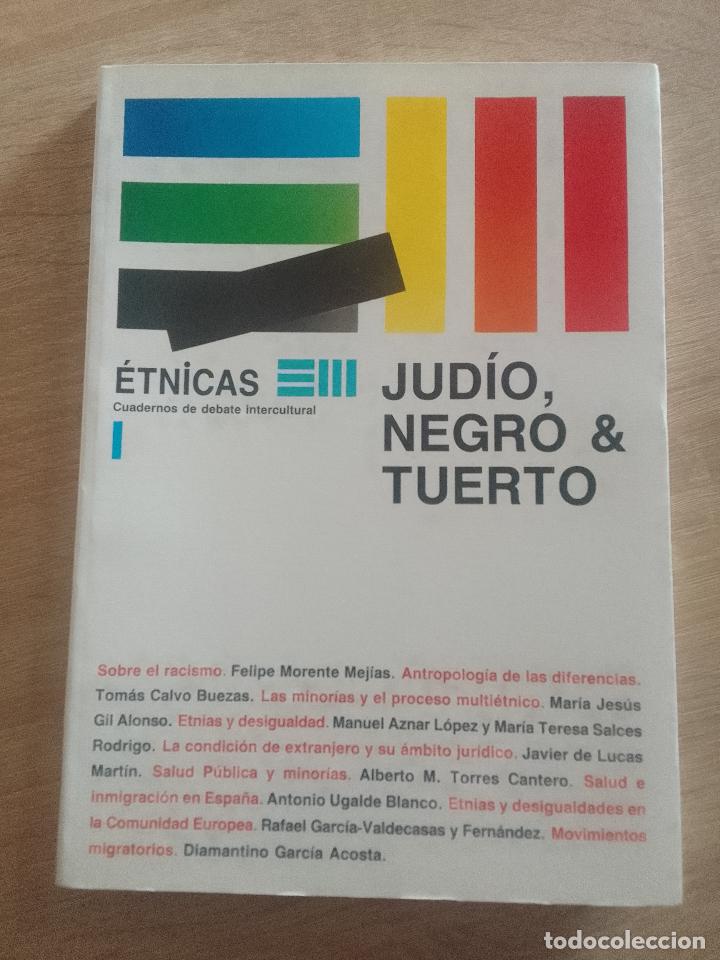 ÉTNiCAS
Cuadernos de debate intercultural
I
JUDÍO,
NEGRO &
TUERTO
Sobre el racismo. Felipe Morente Mejías. Antropología de las diferencias.
Tomás Calvo Buezas. Las minorías y el proceso multiétnico. María Jesús
Gil Alonso. Etnias y desigualdad. Manuel Aznar López y María Teresa Salces
Rodrigo. La condición de extranjero y su ámbito jurídico. Javier de Lucas
Martín. Salud Pública y minorías. Alberto M. Torres Cantero. Salud e
inmigración en España. Antonio Ugalde Blanco. Etnias y desigualdades en
la Comunidad Europea. Rafael García-Valdecasas y Fernández. Movimientos
migratorios. Diamantino García Acosta.
todocoleccion